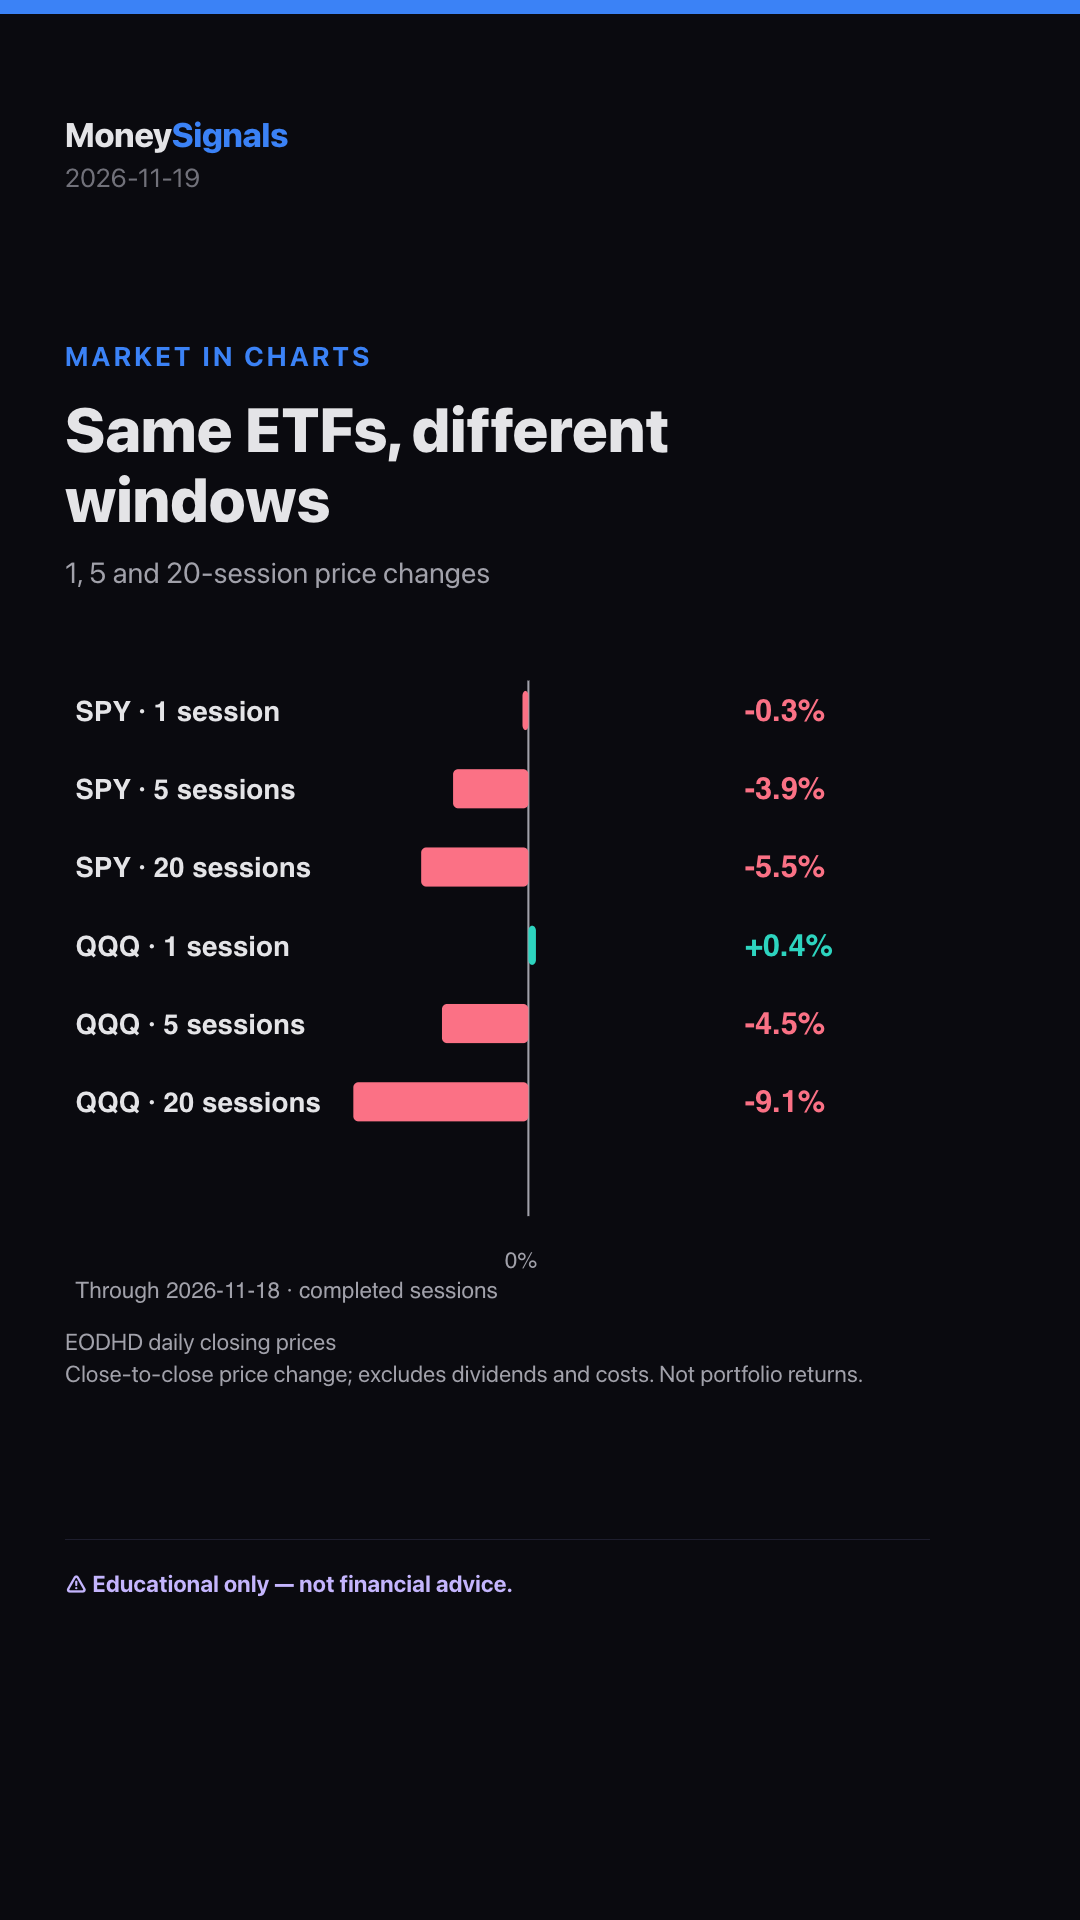 MoneySignals
2026-11-19
MARKET IN CHARTS
Same ETFs, different
windows
1, 5 and 20-session price changes
SPY · 1 session -0.3%
SPY · 5 sessions -3.9%
SPY · 20 sessions -5.5%
QQQ · 1 session +0.4%
QQQ · 5 sessions -4.5%
QQQ · 20 sessions -9.1%
0%
Through 2026-11-18 · completed sessions
EODHD daily closing prices
Close-to-close price change; excludes dividends and costs. Not portfolio returns.
⚠ Educational only — not financial advice.